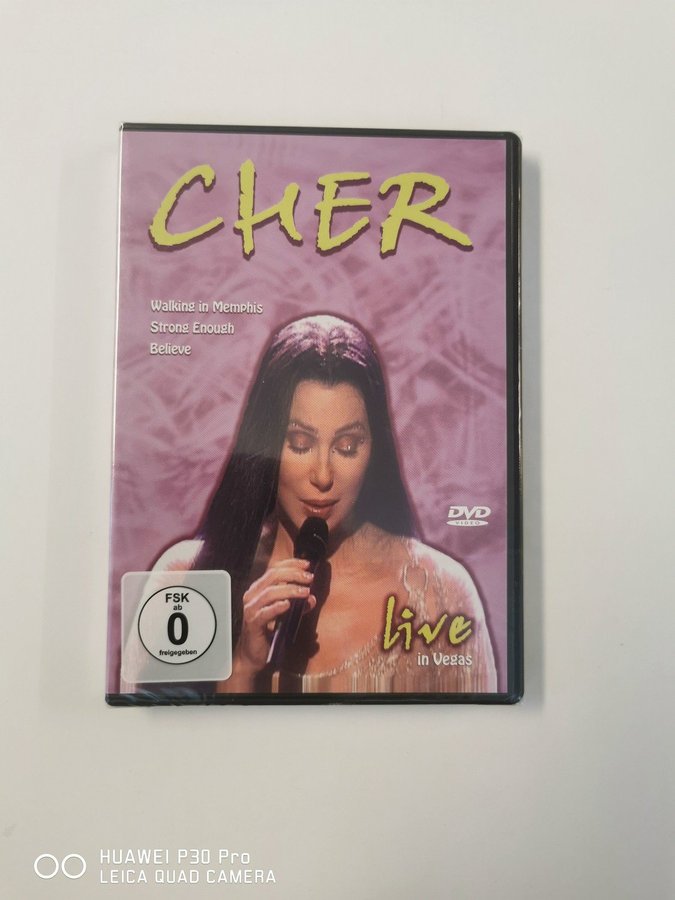 CHER
Walking in Memphis
Strong Enough
Believe
DVD
VIDEO
FSK
ab
0
freigegeben
live
in Vegas
HUAWEI P30 Pro
LEICA QUAD CAMERA